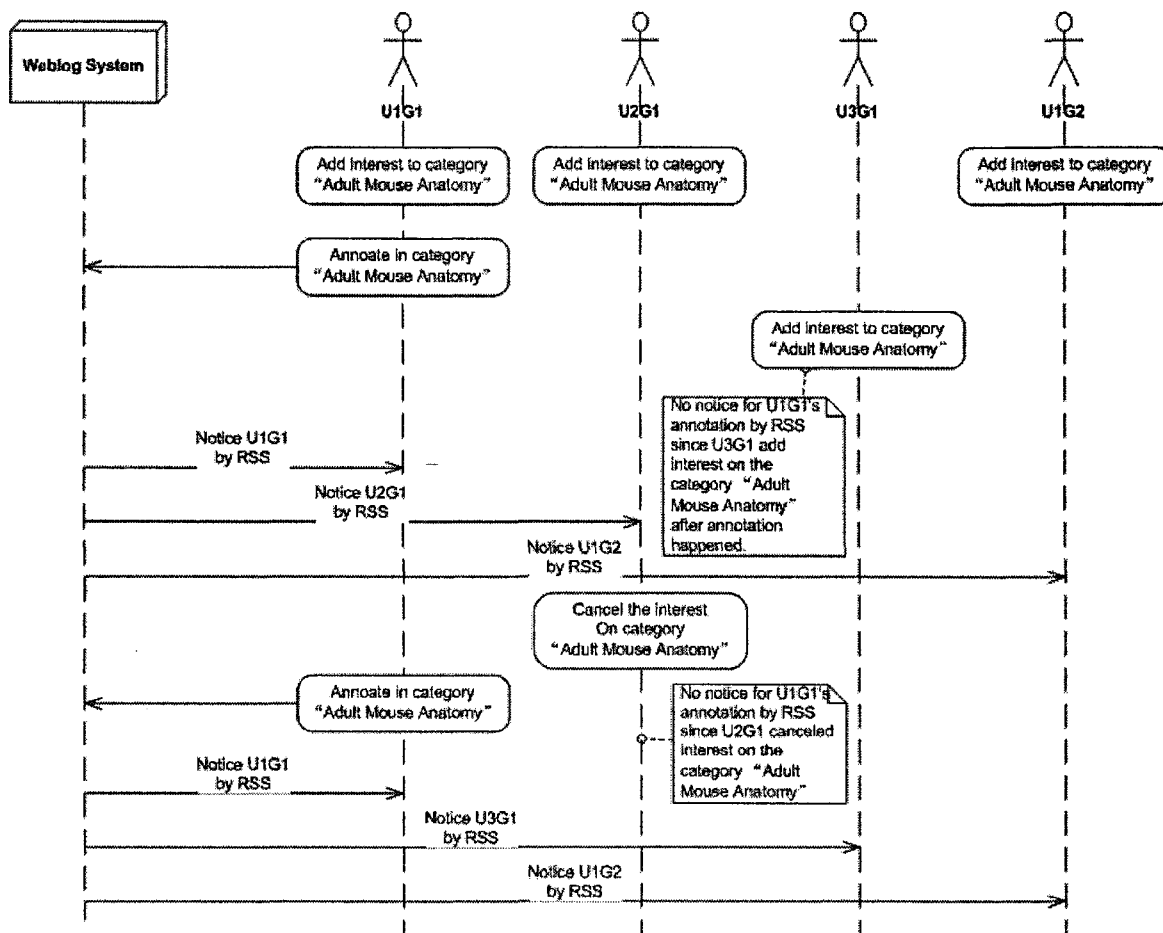 Weblog System
U1G1
U2G1
U3G1
U1G2
Add interest to category
“Adult Mouse Anatomy”
Add interest to category
“Adult Mouse Anatomy”
Add interest to category
“Adult Mouse Anatomy”
Annoate in category
“Adult Mouse Anatomy”
Add interest to category
“Adult Mouse Anatomy”
No notice for U1G1's
annotation by RSS
since U3G1 add
interest on the
category “Adult
Mouse Anatomy”
after annotation
happened.
Notice U1G1
by RSS
Notice U2G1
by RSS
Notice U1G2
by RSS
Cancel the interest
On category
“Adult Mouse Anatomy”
Annoate in category
“Adult Mouse Anatomy”
No notice for U1G1's
annotation by RSS
since U2G1 canceled
interest on the
category “Adult
Mouse Anatomy”
Notice U1G1
by RSS
Notice U3G1
by RSS
Notice U1G2
by RSS